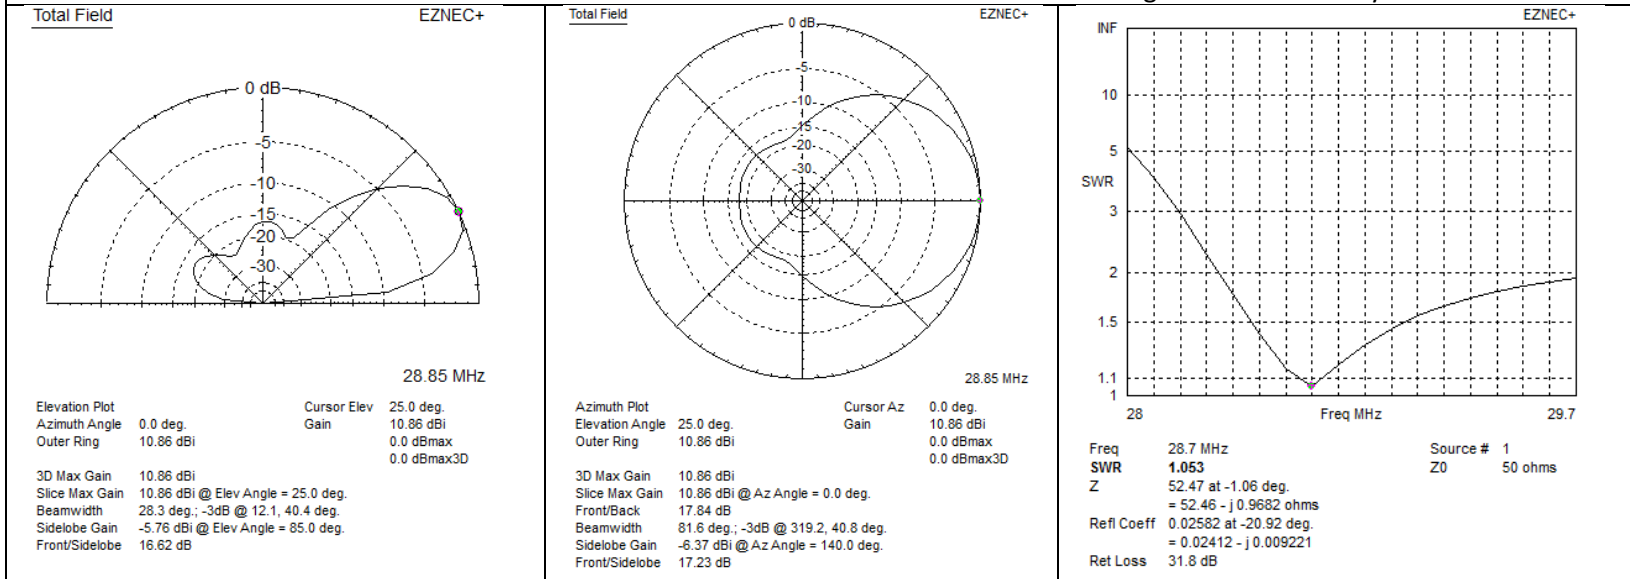 Total Field
EZNEC+
0 dB
-5
-10
-15
-20
-30
28.85 MHz
Elevation Plot
Cursor Elev 25.0 deg.
Azimuth Angle 0.0 deg.
Gain 10.86 dBi
Outer Ring 10.86 dBi
0.0 dBmax
0.0 dBmax3D
3D Max Gain 10.86 dBi
Slice Max Gain 10.86 dBi @ Elev Angle = 25.0 deg.
Beamwidth 28.3 deg.; -3dB @ 12.1, 40.4 deg.
Sidelobe Gain -5.76 dBi @ Elev Angle = 85.0 deg.
Front/Sidelobe 16.62 dB
Total Field
EZNEC+
0 dB
-5
-10
-15
-20
-30
28.85 MHz
Azimuth Plot
Cursor Az 0.0 deg.
Elevation Angle 25.0 deg.
Gain 10.86 dBi
Outer Ring 10.86 dBi
0.0 dBmax
0.0 dBmax3D
3D Max Gain 10.86 dBi
Slice Max Gain 10.86 dBi @ Az Angle = 0.0 deg.
Front/Back 17.84 dB
Beamwidth 81.6 deg.; -3dB @ 319.2, 40.8 deg.
Sidelobe Gain -6.37 dBi @ Az Angle = 140.0 deg.
Front/Sidelobe 17.23 dB
EZNEC+
INF
10
5
SWR
3
2
1.5
1.1
1
28
Freq MHz
29.7
Freq 28.7 MHz
Source # 1
SWR 1.053
Z0 50 ohms
Z 52.47 at -1.06 deg.
= 52.46 - j 0.9682 ohms
Refl Coeff 0.02582 at -20.92 deg.
= 0.02412 - j 0.009221
Ret Loss 31.8 dB